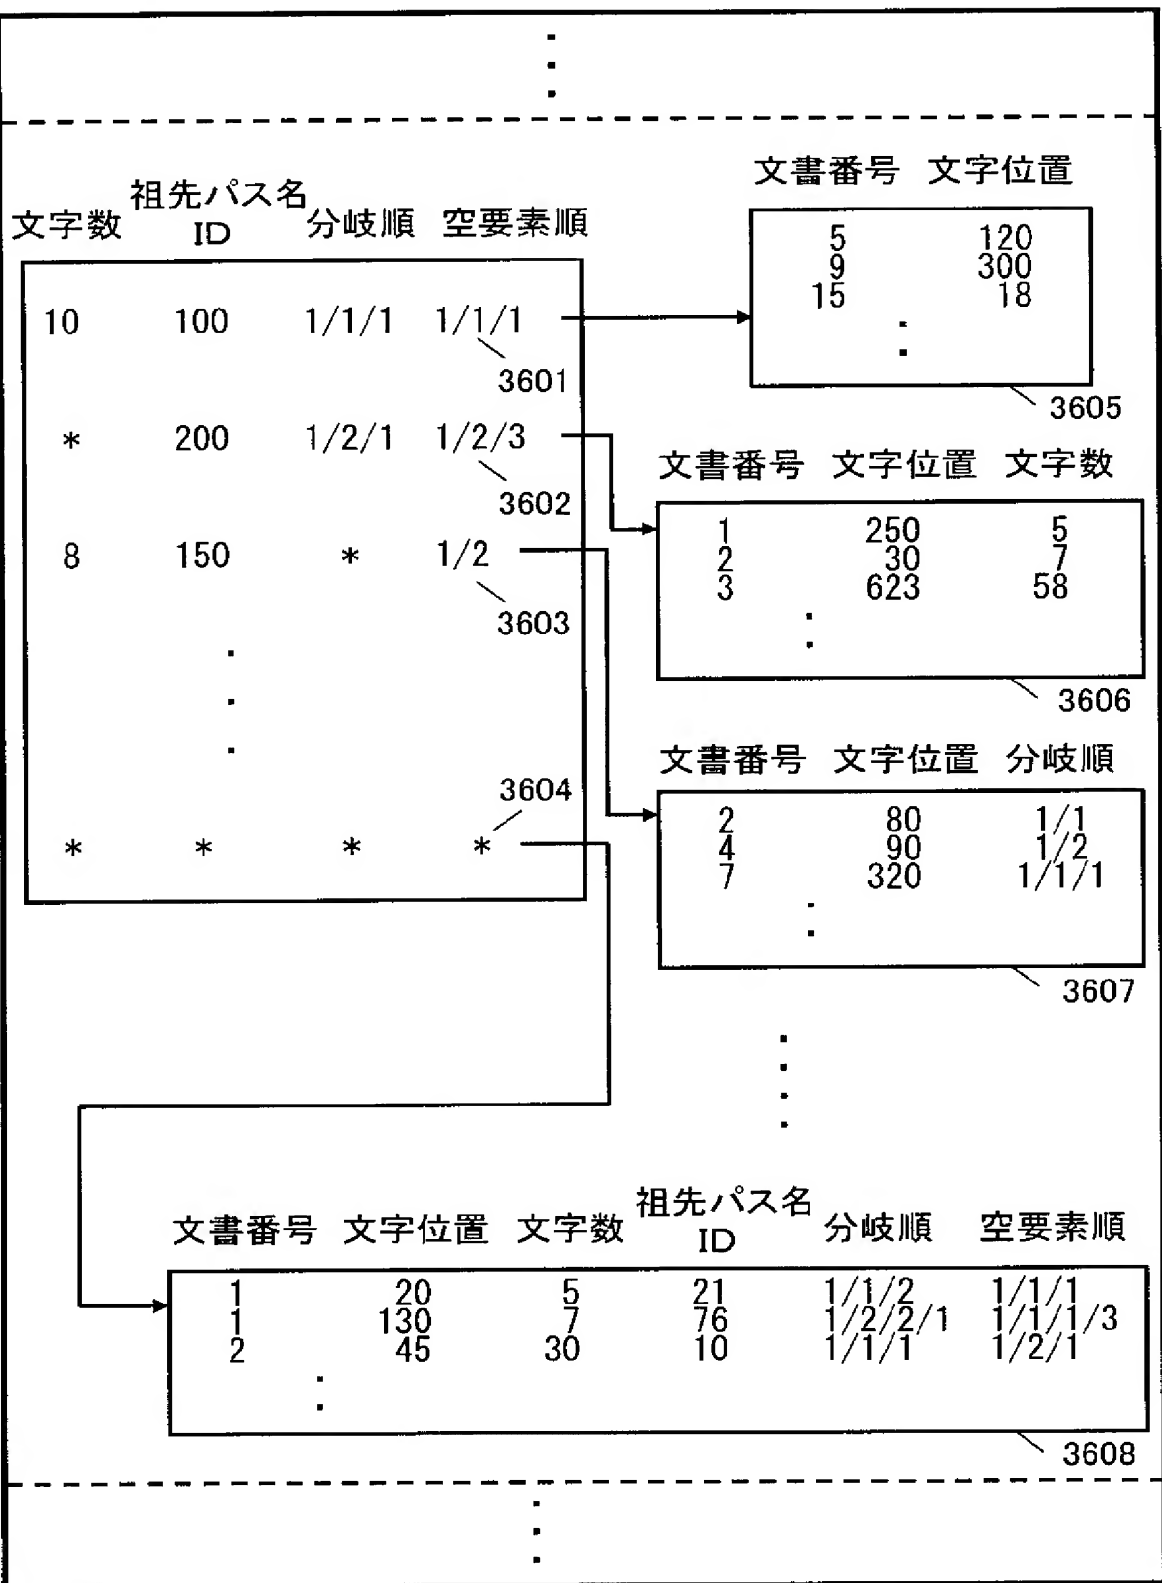 文字数 祖先パス名ID 分岐順 空要素順
10 100 1/1/1 1/1/1
3601
* 200 1/2/1 1/2/3
3602
8 150 * 1/2
3603
3604
* * * *
文書番号 文字位置
5 120
9 300
15 18
3605
文書番号 文字位置 文字数
1 250 5
2 30 7
3 623 58
3606
文書番号 文字位置 分岐順
2 80 1/1
4 90 1/2
7 320 1/1/1
3607
文書番号 文字位置 文字数 祖先パス名ID 分岐順 空要素順
1 20 5 21 1/1/2 1/1/1
1 130 7 76 1/2/2/1 1/1/1/3
2 45 30 10 1/1/1 1/2/1
3608